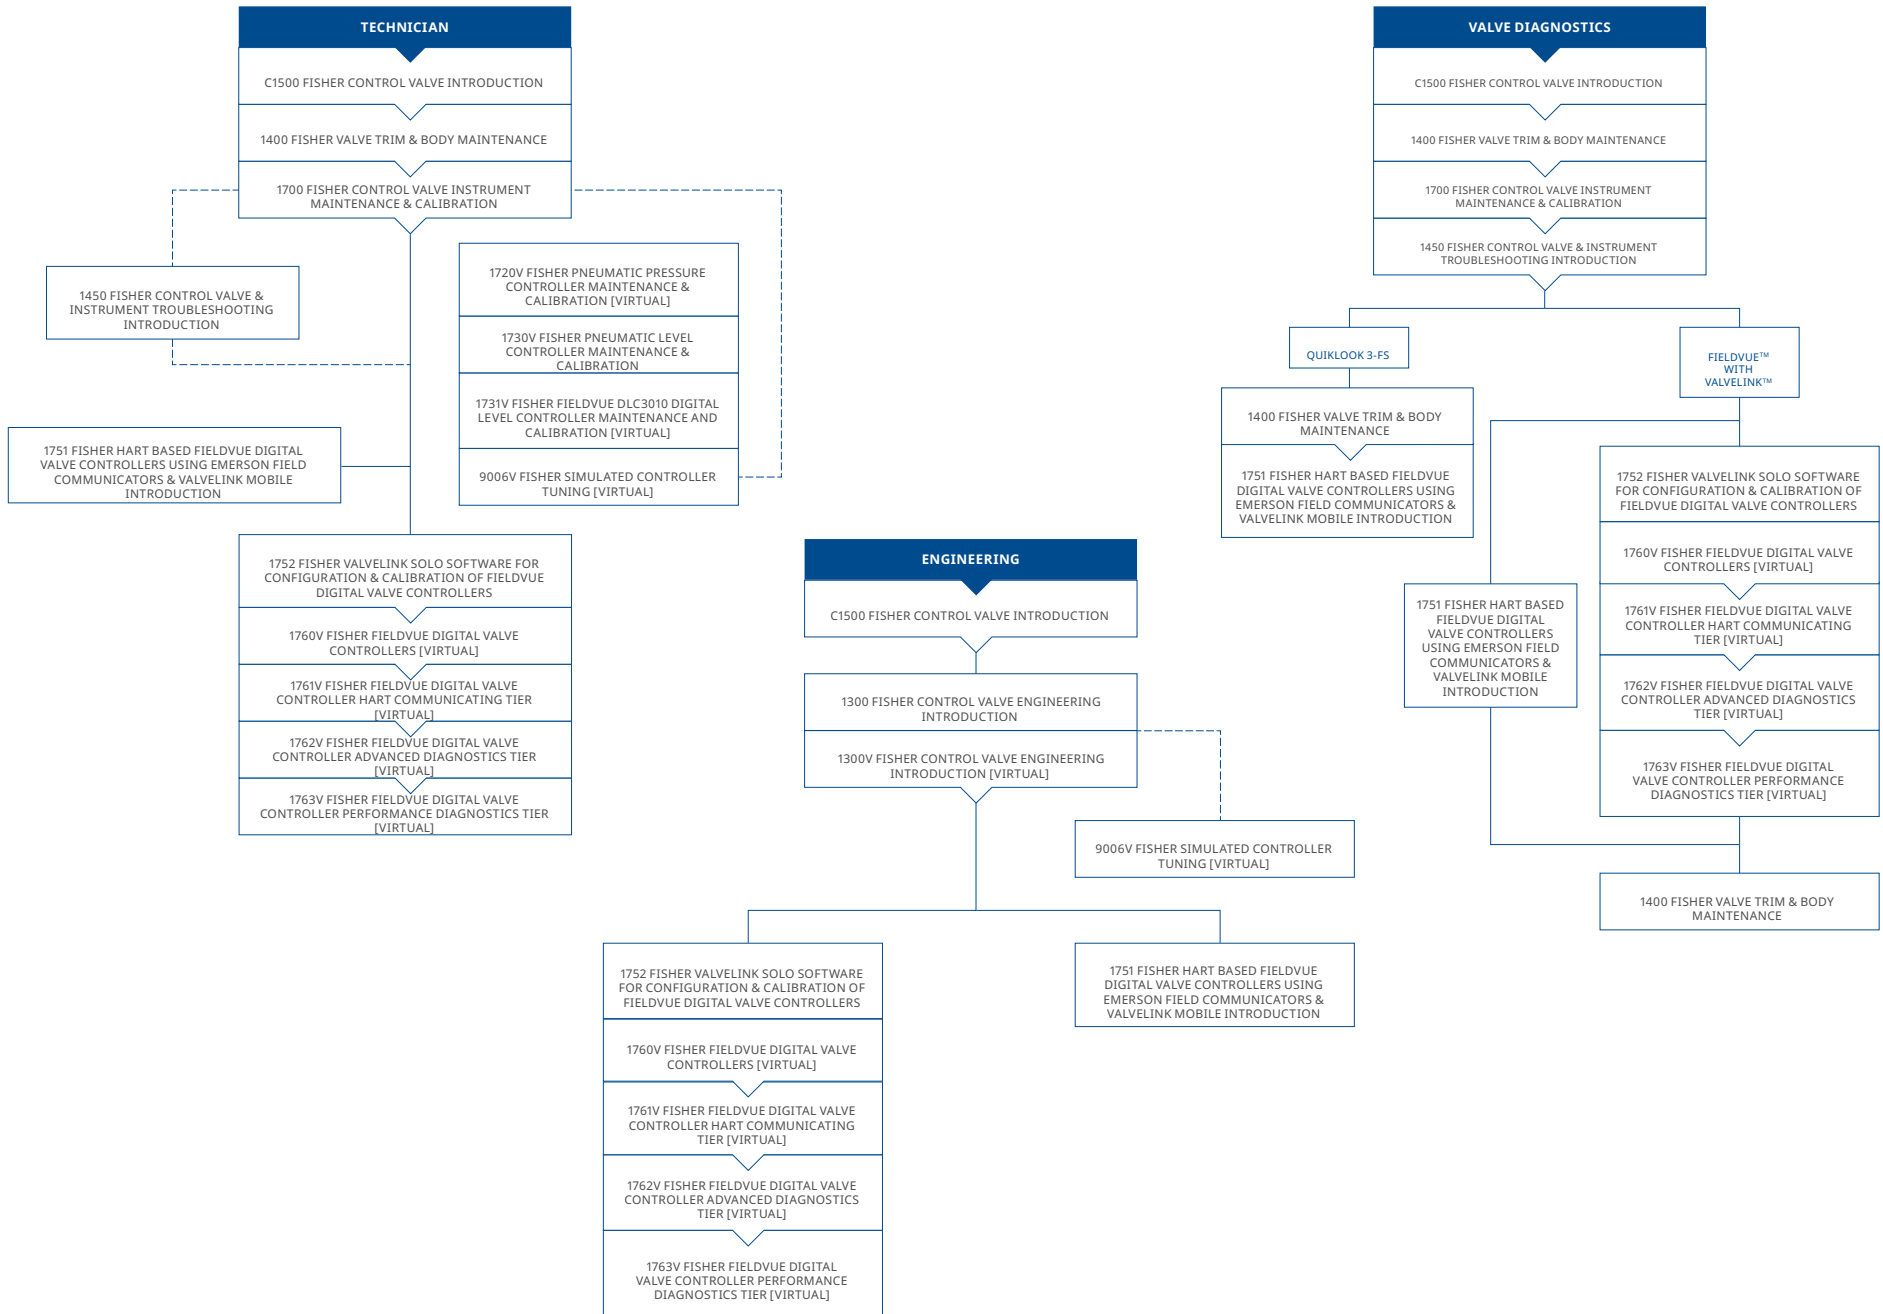 TECHNICIAN
C1500 FISHER CONTROL VALVE INTRODUCTION
1400 FISHER VALVE TRIM & BODY MAINTENANCE
1700 FISHER CONTROL VALVE INSTRUMENT
MAINTENANCE & CALIBRATION
1450 FISHER CONTROL VALVE &
INSTRUMENT TROUBLESHOOTING
INTRODUCTION
1720V FISHER PNEUMATIC PRESSURE
CONTROLLER MAINTENANCE &
CALIBRATION [VIRTUAL]
1730V FISHER PNEUMATIC LEVEL
CONTROLLER MAINTENANCE &
CALIBRATION
1731V FISHER FIELDVUE DLC3010 DIGITAL
LEVEL CONTROLLER MAINTENANCE AND
CALIBRATION [VIRTUAL]
9006V FISHER SIMULATED CONTROLLER
TUNING [VIRTUAL]
1751 FISHER HART BASED FIELDVUE DIGITAL
VALVE CONTROLLERS USING EMERSON FIELD
COMMUNICATORS & VALVELINK MOBILE
INTRODUCTION
1752 FISHER VALVELINK SOLO SOFTWARE FOR
CONFIGURATION & CALIBRATION OF FIELDVUE
DIGITAL VALVE CONTROLLERS
1760V FISHER FIELDVUE DIGITAL VALVE
CONTROLLERS [VIRTUAL]
1761V FISHER FIELDVUE DIGITAL VALVE
CONTROLLER HART COMMUNICATING TIER
[VIRTUAL]
1762V FISHER FIELDVUE DIGITAL VALVE
CONTROLLER ADVANCED DIAGNOSTICS TIER
[VIRTUAL]
1763V FISHER FIELDVUE DIGITAL VALVE
CONTROLLER PERFORMANCE DIAGNOSTICS TIER
[VIRTUAL]
ENGINEERING
C1500 FISHER CONTROL VALVE INTRODUCTION
1300 FISHER CONTROL VALVE ENGINEERING
INTRODUCTION
1300V FISHER CONTROL VALVE ENGINEERING
INTRODUCTION [VIRTUAL]
9006V FISHER SIMULATED CONTROLLER
TUNING [VIRTUAL]
1752 FISHER VALVELINK SOLO SOFTWARE
FOR CONFIGURATION & CALIBRATION OF
FIELDVUE DIGITAL VALVE CONTROLLERS
1760V FISHER FIELDVUE DIGITAL VALVE
CONTROLLERS [VIRTUAL]
1761V FISHER FIELDVUE DIGITAL VALVE
CONTROLLER HART COMMUNICATING
TIER [VIRTUAL]
1762V FISHER FIELDVUE DIGITAL VALVE
CONTROLLER ADVANCED DIAGNOSTICS
TIER [VIRTUAL]
1763V FISHER FIELDVUE DIGITAL
VALVE CONTROLLER PERFORMANCE
DIAGNOSTICS TIER [VIRTUAL]
1751 FISHER HART BASED FIELDVUE
DIGITAL VALVE CONTROLLERS USING
EMERSON FIELD COMMUNICATORS &
VALVELINK MOBILE INTRODUCTION
VALVE DIAGNOSTICS
C1500 FISHER CONTROL VALVE INTRODUCTION
1400 FISHER VALVE TRIM & BODY MAINTENANCE
1700 FISHER CONTROL VALVE INSTRUMENT
MAINTENANCE & CALIBRATION
1450 FISHER CONTROL VALVE & INSTRUMENT
TROUBLESHOOTING INTRODUCTION
QUIKLOOK 3-FS
1400 FISHER VALVE TRIM & BODY
MAINTENANCE
1751 FISHER HART BASED FIELDVUE
DIGITAL VALVE CONTROLLERS USING
EMERSON FIELD COMMUNICATORS &
VALVELINK MOBILE INTRODUCTION
FIELDVUE™
WITH
VALVELINK™
1751 FISHER HART BASED
FIELDVUE DIGITAL
VALVE CONTROLLERS
USING EMERSON FIELD
COMMUNICATORS &
VALVELINK MOBILE
INTRODUCTION
1752 FISHER VALVELINK SOLO SOFTWARE
FOR CONFIGURATION & CALIBRATION OF
FIELDVUE DIGITAL VALVE CONTROLLERS
1760V FISHER FIELDVUE DIGITAL VALVE
CONTROLLERS [VIRTUAL]
1761V FISHER FIELDVUE DIGITAL VALVE
CONTROLLER HART COMMUNICATING
TIER [VIRTUAL]
1762V FISHER FIELDVUE DIGITAL VALVE
CONTROLLER ADVANCED DIAGNOSTICS
TIER [VIRTUAL]
1763V FISHER FIELDVUE DIGITAL
VALVE CONTROLLER PERFORMANCE
DIAGNOSTICS TIER [VIRTUAL]
1400 FISHER VALVE TRIM & BODY
MAINTENANCE